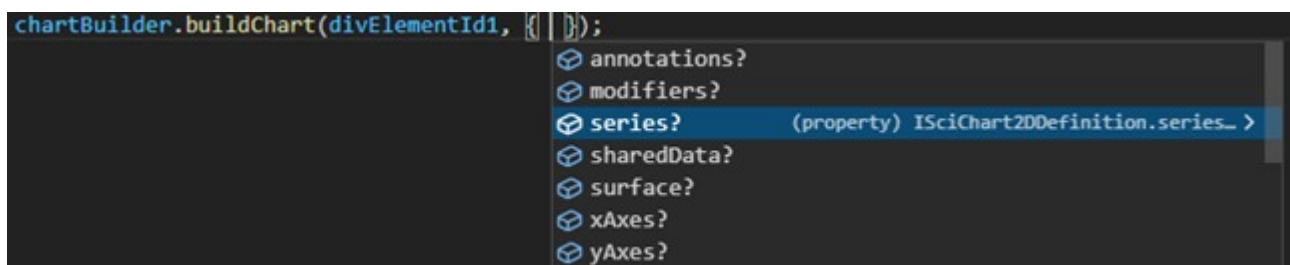 chartBuilder.buildChart(divElementId1, { });
annotations?
modifiers?
series? (property) ISciChart2DDefinition.series… >
sharedData?
surface?
xAxes?
yAxes?